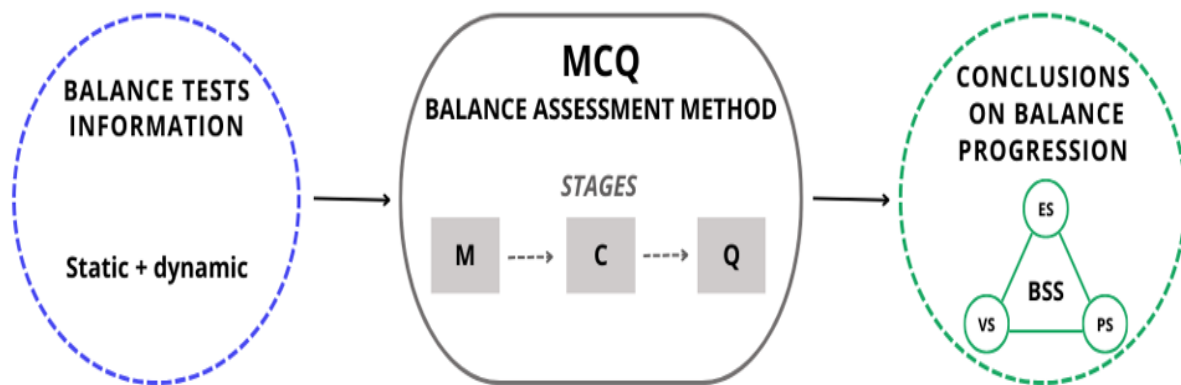 BALANCE TESTS
INFORMATION
Static + dynamic
MCQ
BALANCE ASSESSMENT METHOD
STAGES
M
C
Q
CONCLUSIONS
ON BALANCE
PROGRESSION
ES
BSS
VS
PS